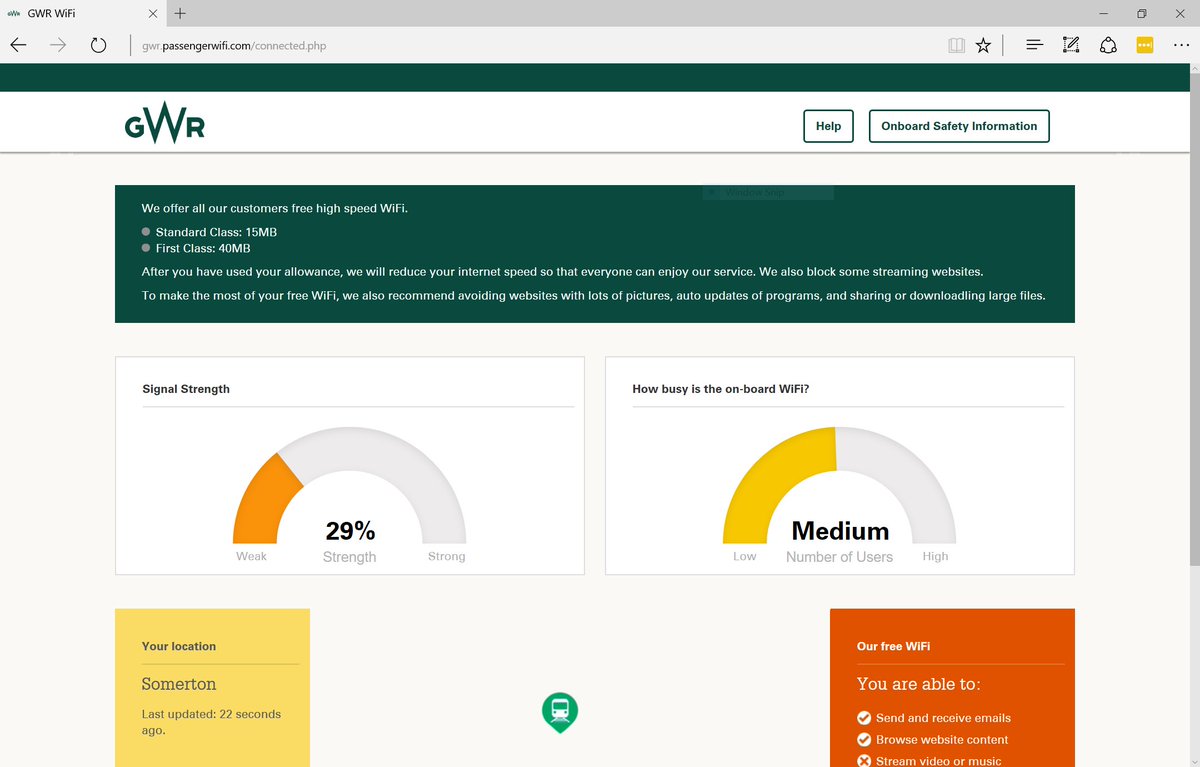 GWR WiFi
gwr.passengerwifi.com/connected.php
GWR
Help
Onboard Safety Information
Window Snip
We offer all our customers free high speed WiFi.
Standard Class: 15MB
First Class: 40MB
After you have used your allowance, we will reduce your internet speed so that everyone can enjoy our service. We also block some streaming websites.
To make the most of your free WiFi, we also recommend avoiding websites with lots of pictures, auto updates of programs, and sharing or downloadling large files.
Signal Strength
29%
Weak
Strength
Strong
How busy is the on-board WiFi?
Medium
Low
Number of Users
High
Your location
Somerton
Last updated: 22 seconds
ago.
Our free WiFi
You are able to:
Send and receive emails
Browse website content
Stream video or music